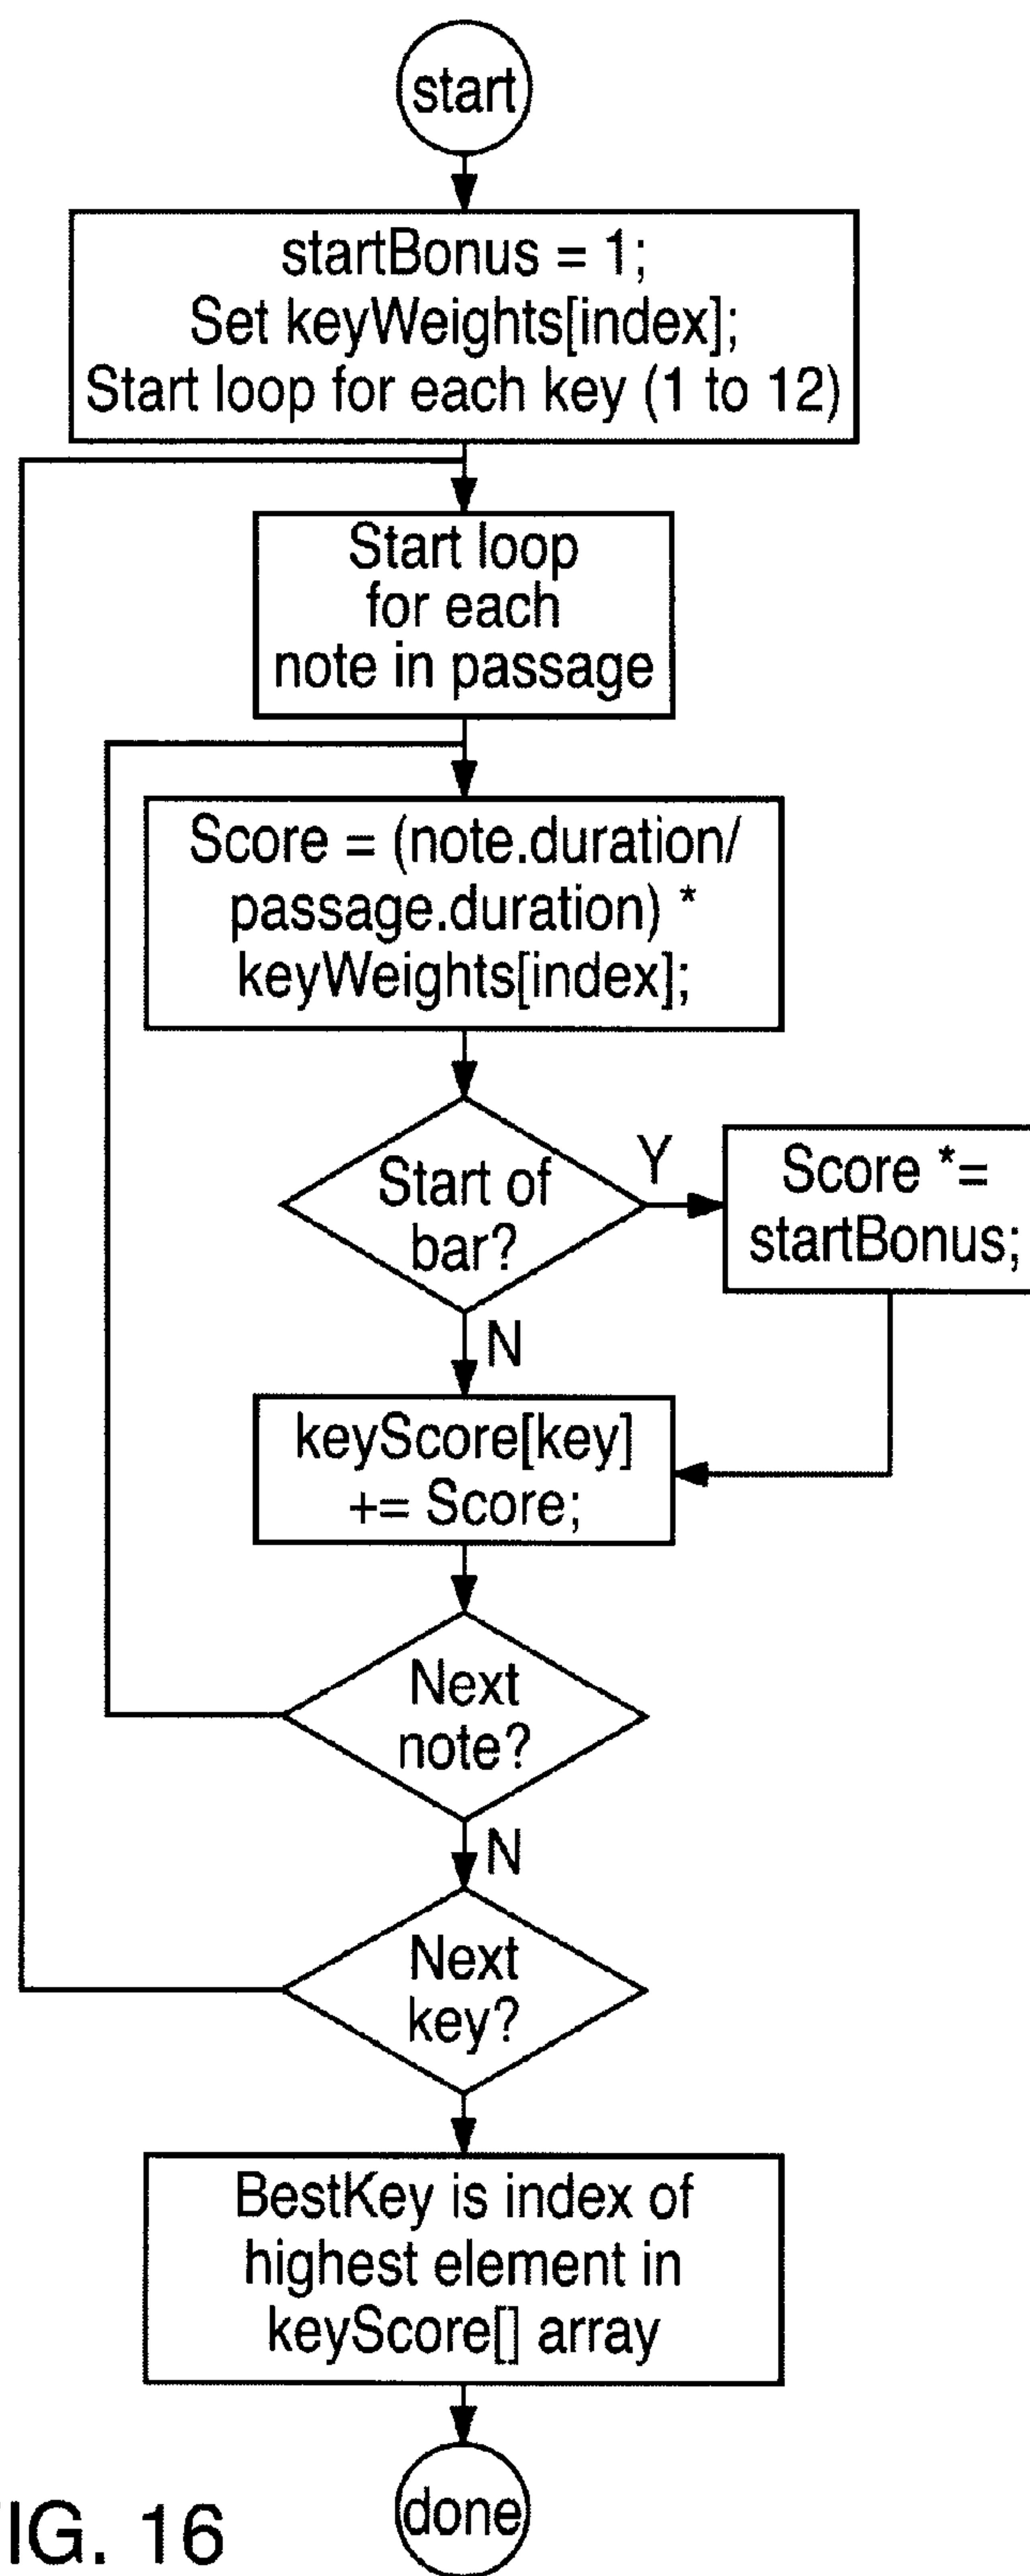 start
startBonus = 1;
Set keyWeights[index];
Start loop for each key (1 to 12)
Start loop
for each
note in passage
Score = (note.duration/
passage.duration) *
keyWeights[index];
Start of
bar?
Y
Score *=
startBonus;
N
keyScore[key]
+= Score;
Next
note?
N
Next
key?
BestKey is index of
highest element in
keyScore[] array
done
IG. 16